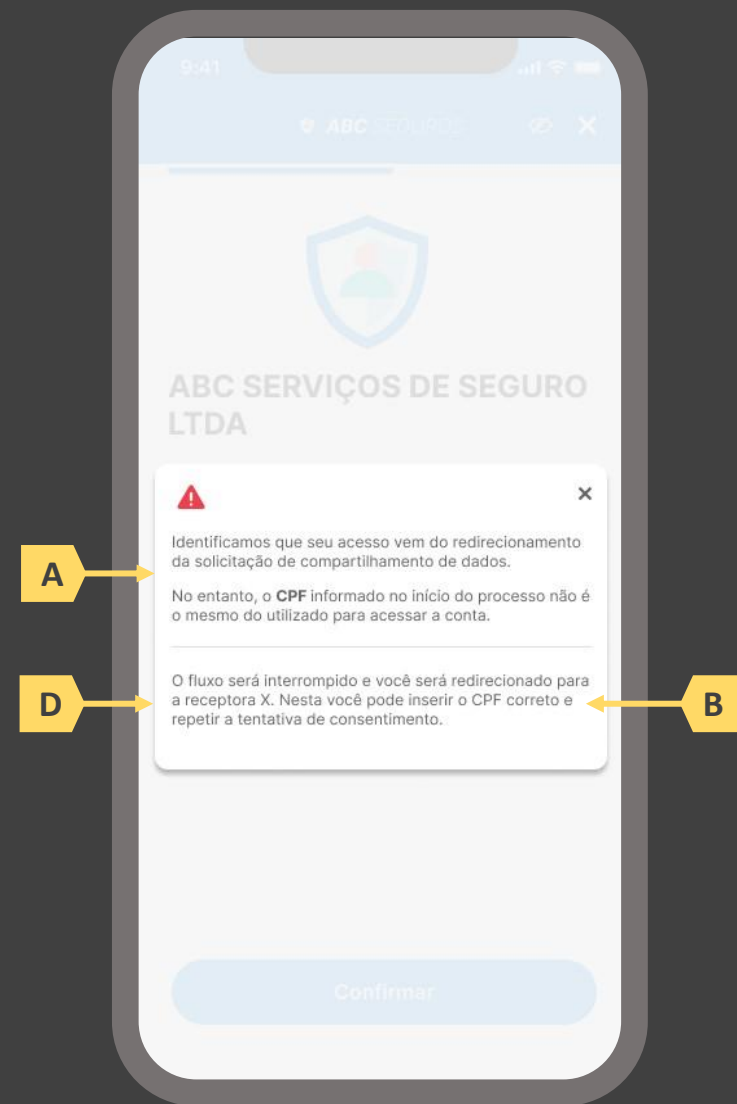 9:41
ABC SEGUROS
ABC SERVIÇOS DE SEGURO
LTDA
Identificamos que seu acesso vem do redirecionamento
da solicitação de compartilhamento de dados.
A
No entanto, o CPF informado no início do processo não é
o mesmo do utilizado para acessar a conta.
O fluxo será interrompido e você será redirecionado para
D
a receptora X. Nesta você pode inserir o CPF correto e
B
repetir a tentativa de consentimento.
Confirmar